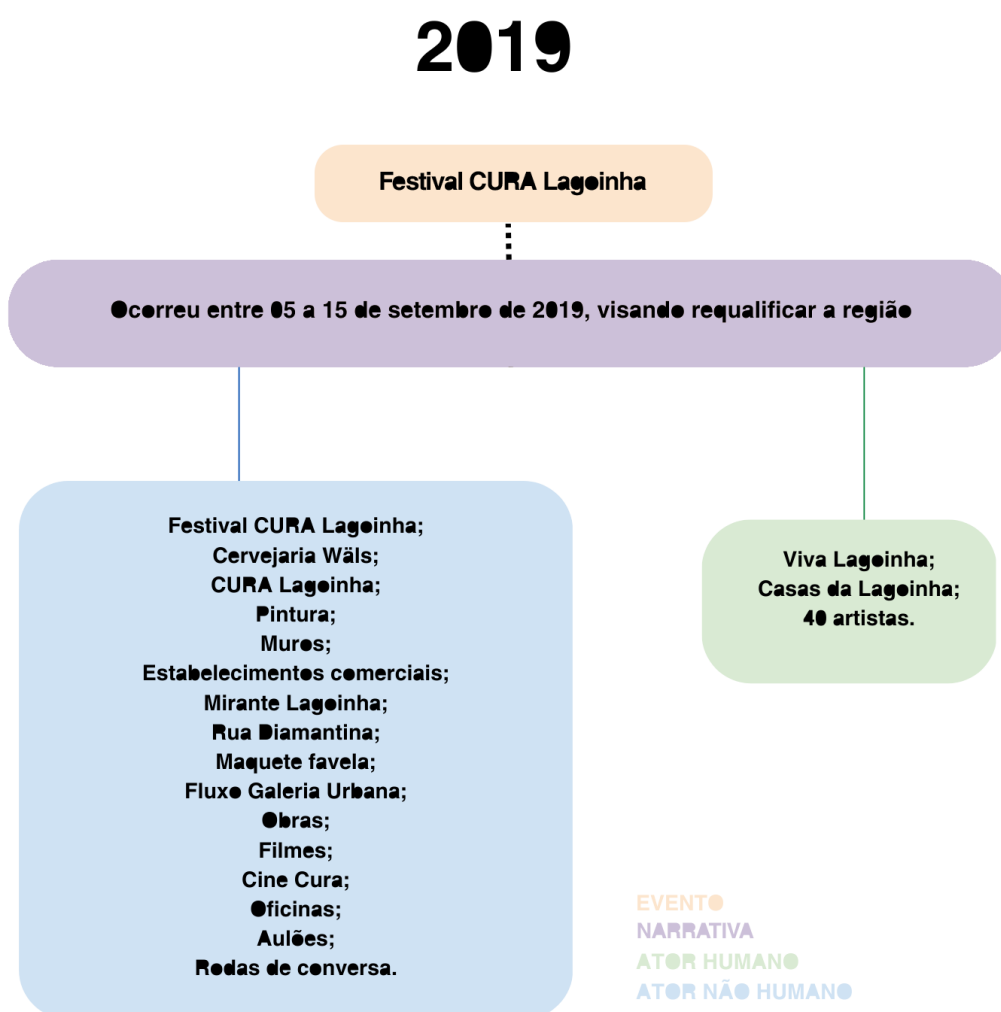 2019
Festival CURA Lagoinha
Ocorreu entre 05 a 15 de setembro de 2019, visando requalificar a região
Festival CURA Lagoinha;
Cervejaria Wäls;
CURA Lagoinha;
Pintura;
Muros;
Estabelecimentos comerciais;
Mirante Lagoinha;
Rua Diamantina;
Maquete favela;
Fluxo Galeria Urbana;
Obras;
Filmes;
Cine Cura;
Oficinas;
Aulões;
Rodas de conversa.
Viva Lagoinha;
Casas da Lagoinha;
40 artistas.
EVENTO
NARRATIVA
ATOR HUMANO
ATOR NÃO HUMANO